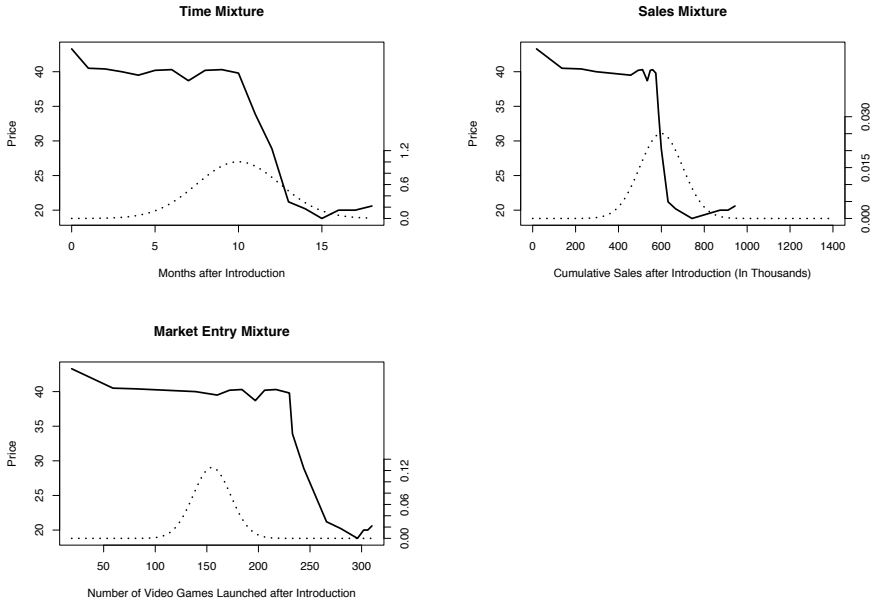 Time Mixture
Price
40
35
30
25
20
1.2
0.6
0.0
0 5 10 15
Months after Introduction
Sales Mixture
Price
40
35
30
25
20
0.030
0.015
0.000
0 200 400 600 800 1000 1200 1400
Cumulative Sales after Introduction (In Thousands)
Market Entry Mixture
Price
40
35
30
25
20
0.12
0.06
0.00
50 100 150 200 250 300
Number of Video Games Launched after Introduction